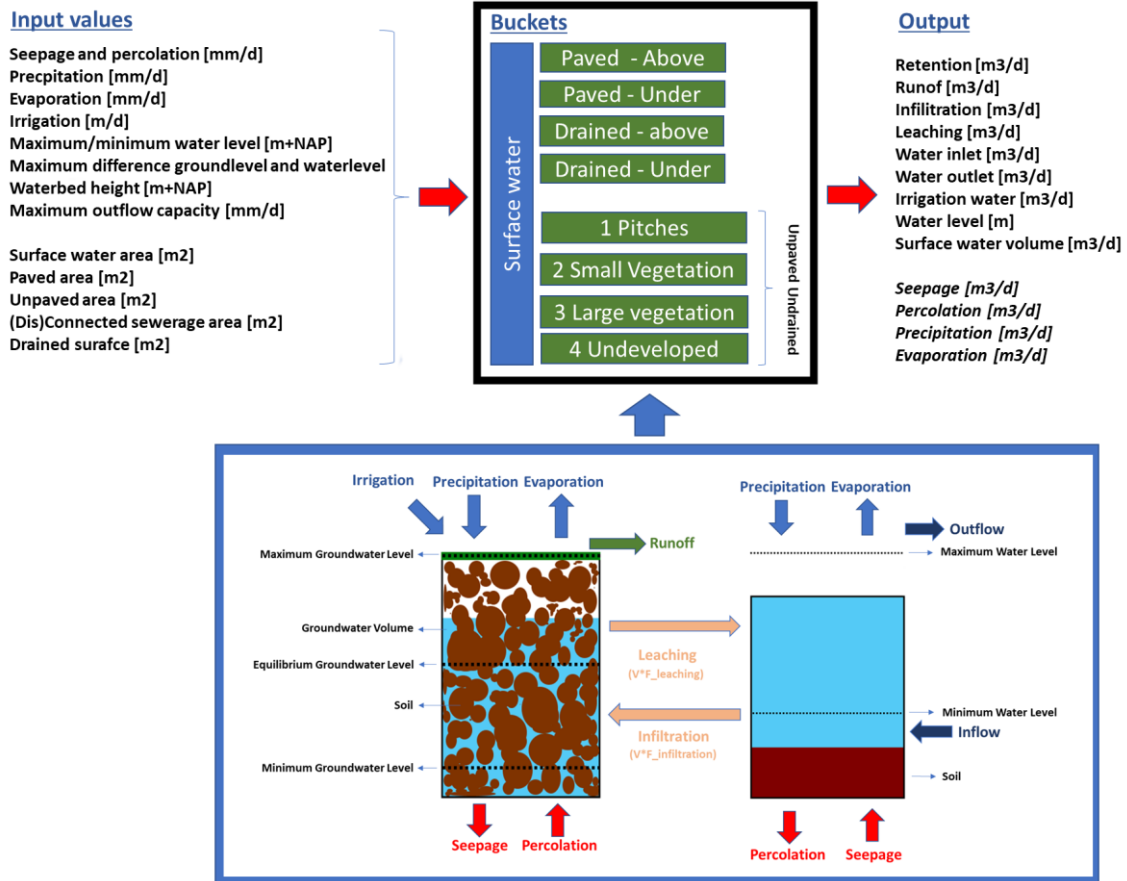 Input values
Seepage and percolation [mm/d]
Precpitation [mm/d]
Evaporation [mm/d]
Irrigation [m/d]
Maximum/minimum water level [m+NAP]
Maximum difference groundlevel and waterlevel
Waterbed height [m+NAP]
Maximum outflow capacity [mm/d]
Surface water area [m2]
Paved area [m2]
Unpaved area [m2]
(Dis)Connected sewerage area [m2]
Drained surafce [m2]
Buckets
Surface water
Paved - Above
Paved - Under
Drained - above
Drained - Under
1 Pitches
2 Small Vegetation
3 Large vegetation
4 Undeveloped
Unpaved Undrained
Output
Retention [m3/d]
Runof [m3/d]
Infilitration [m3/d]
Leaching [m3/d]
Water inlet [m3/d]
Water outlet [m3/d]
Irrigation water [m3/d]
Water level [m]
Surface water volume [m3/d]
Seepage [m3/d]
Percolation [m3/d]
Precipitation [m3/d]
Evaporation [m3/d]
Irrigation
Precipitation
Evaporation
Runoff
Maximum Groundwater Level
Groundwater Volume
Equilibrium Groundwater Level
Soil
Minimum Groundwater Level
Seepage
Percolation
Leaching
(V*F_leaching)
Infiltration
(V*F_infiltration)
Precipitation
Evaporation
Outflow
Maximum Water Level
Minimum Water Level
Inflow
Soil
Percolation
Seepage